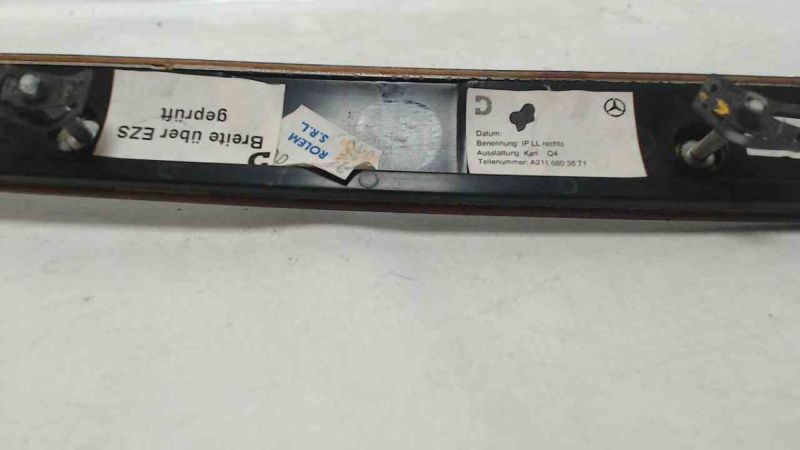 Breite über EZS
geprüft
C
ROLEM
S.R.L.
C
Datum:
Benennung: IP LL rechts
Ausstattung: Kan Q4
Teilenummer: A211 680 36 71